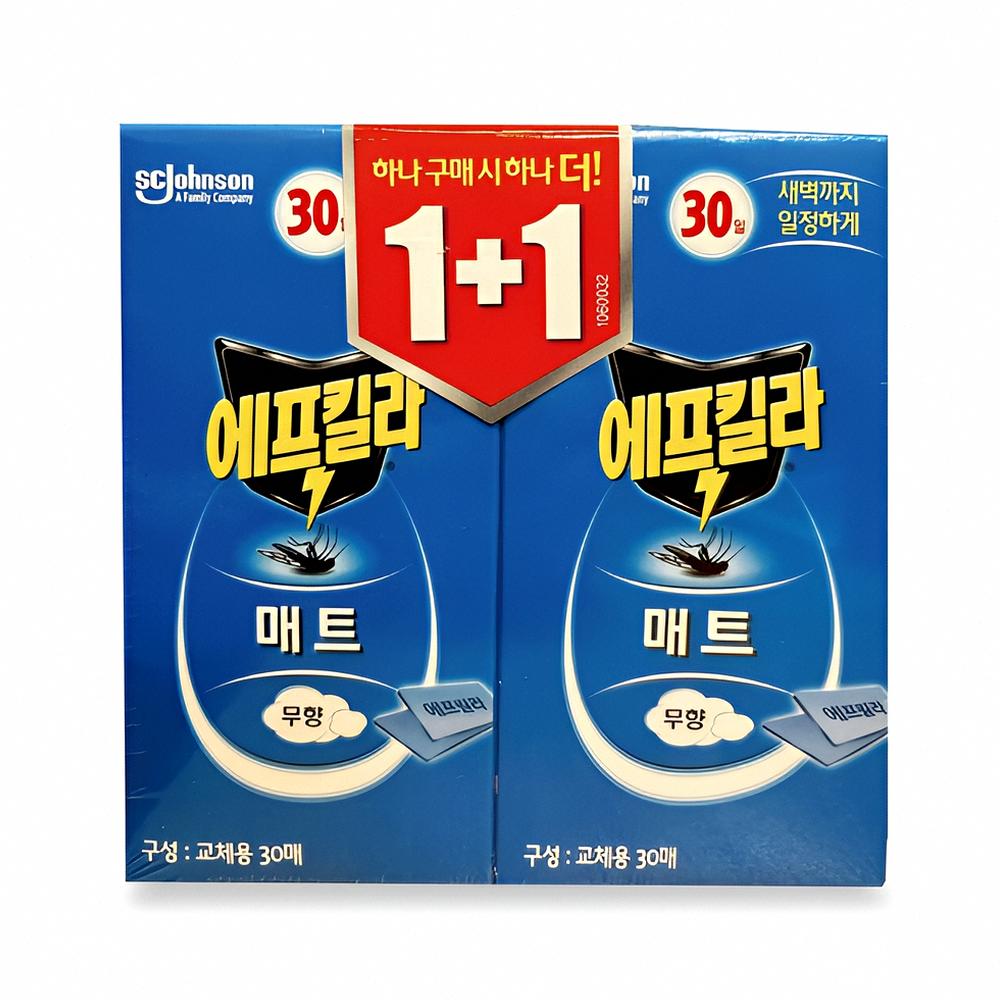 SCJohnson
A Family Company
30
하나 구매 시 하나 더!
1+1
1060032
30일
새벽까지
일정하게
에프킬라
매트
무향
에프킬라
구성 : 교체용 30매
에프킬라
매트
무향
에프킬라
구성 : 교체용 30매